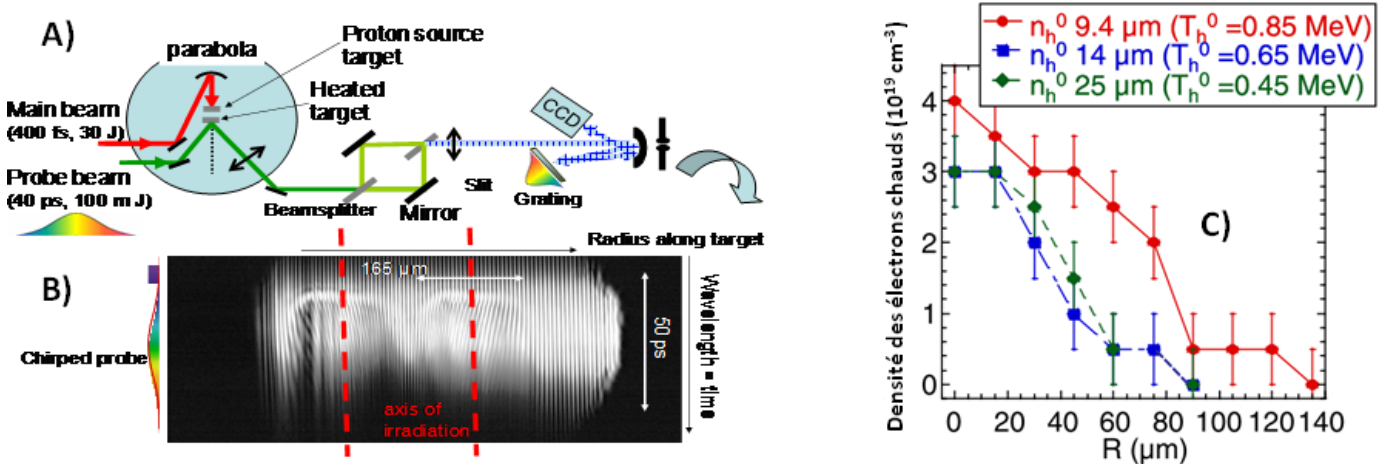 A)
parabola
Proton source
target
Heated
target
Main beam
(400 fs, 30 J)
Probe beam
(40 ps, 100 m J)
CCD
Slit
Grating
Beamsplitter
Mirror
B)
Radius along target
165 µm
50 ps
Wavelength = time
Chirped probe
axis of
irradiation
C)
n_h^0 9.4 µm (T_h^0 =0.85 MeV)
n_h^0 14 µm (T_h^0 =0.65 MeV)
n_h^0 25 µm (T_h^0 =0.45 MeV)
Densité des électrons chauds (10^19 cm^-3)
4
3
2
1
0
0 20 40 60 80 100 120 140
R (µm)